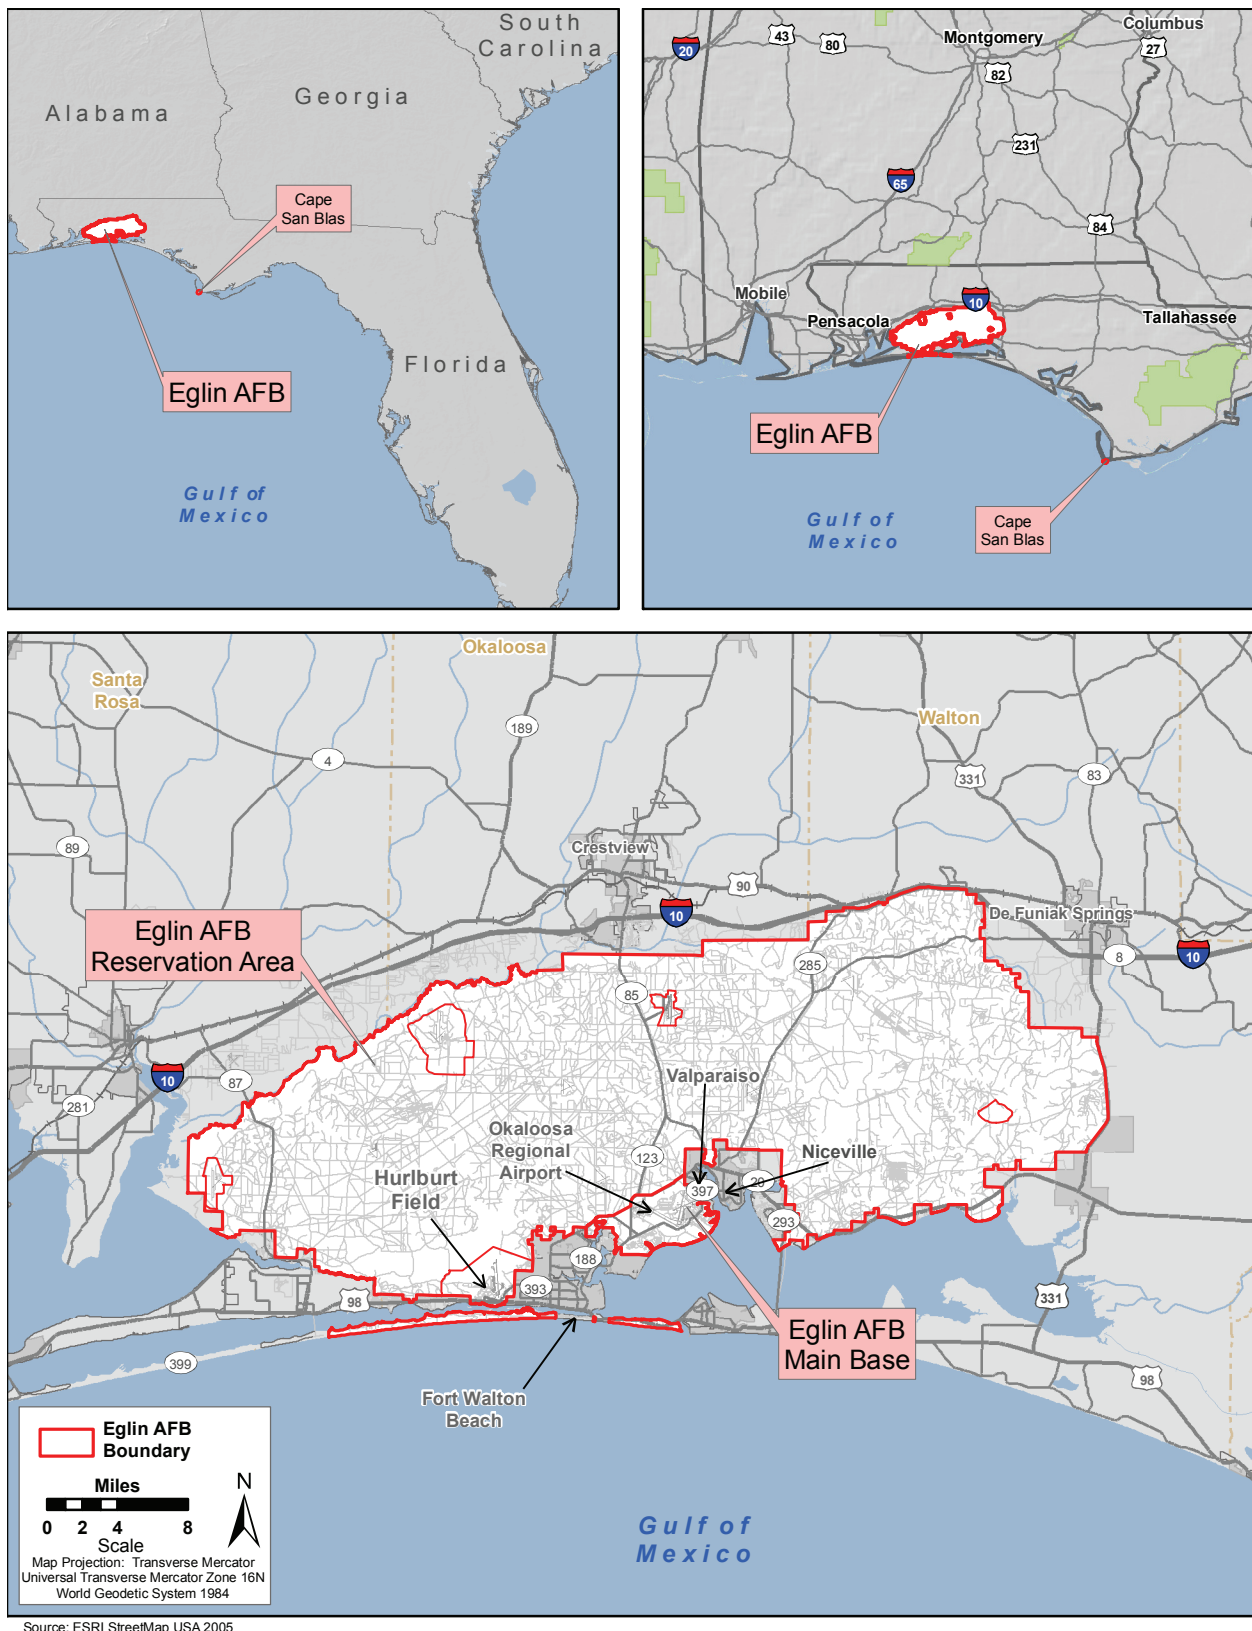 South
Carolina
Georgia
Alabama
Cape
San Blas
Florida
Eglin AFB
Gulf of
Mexico
Columbus
43
80
20
27
Montgomery
82
231
65
84
Mobile
10
Pensacola
Tallahassee
Eglin AFB
Gulf of
Mexico
Cape
San Blas
Okaloosa
Santa
Rosa
Walton
189
4
331
83
89
Crestview
90
10
De Funiak Springs
Eglin AFB
Reservation Area
8
10
285
85
10
87
Valparaiso
281
Okaloosa
Regional
Airport
123
Niceville
Hurlburt
Field
397
20
293
188
393
98
331
Eglin AFB
Main Base
399
98
Fort Walton
Beach
Eglin AFB
Boundary
Miles
N
0 2 4 8
Scale
Map Projection: Transverse Mercator
Universal Transverse Mercator Zone 16N
World Geodetic System 1984
Gulf of
Mexico
Source: ESRI StreetMap USA 2005